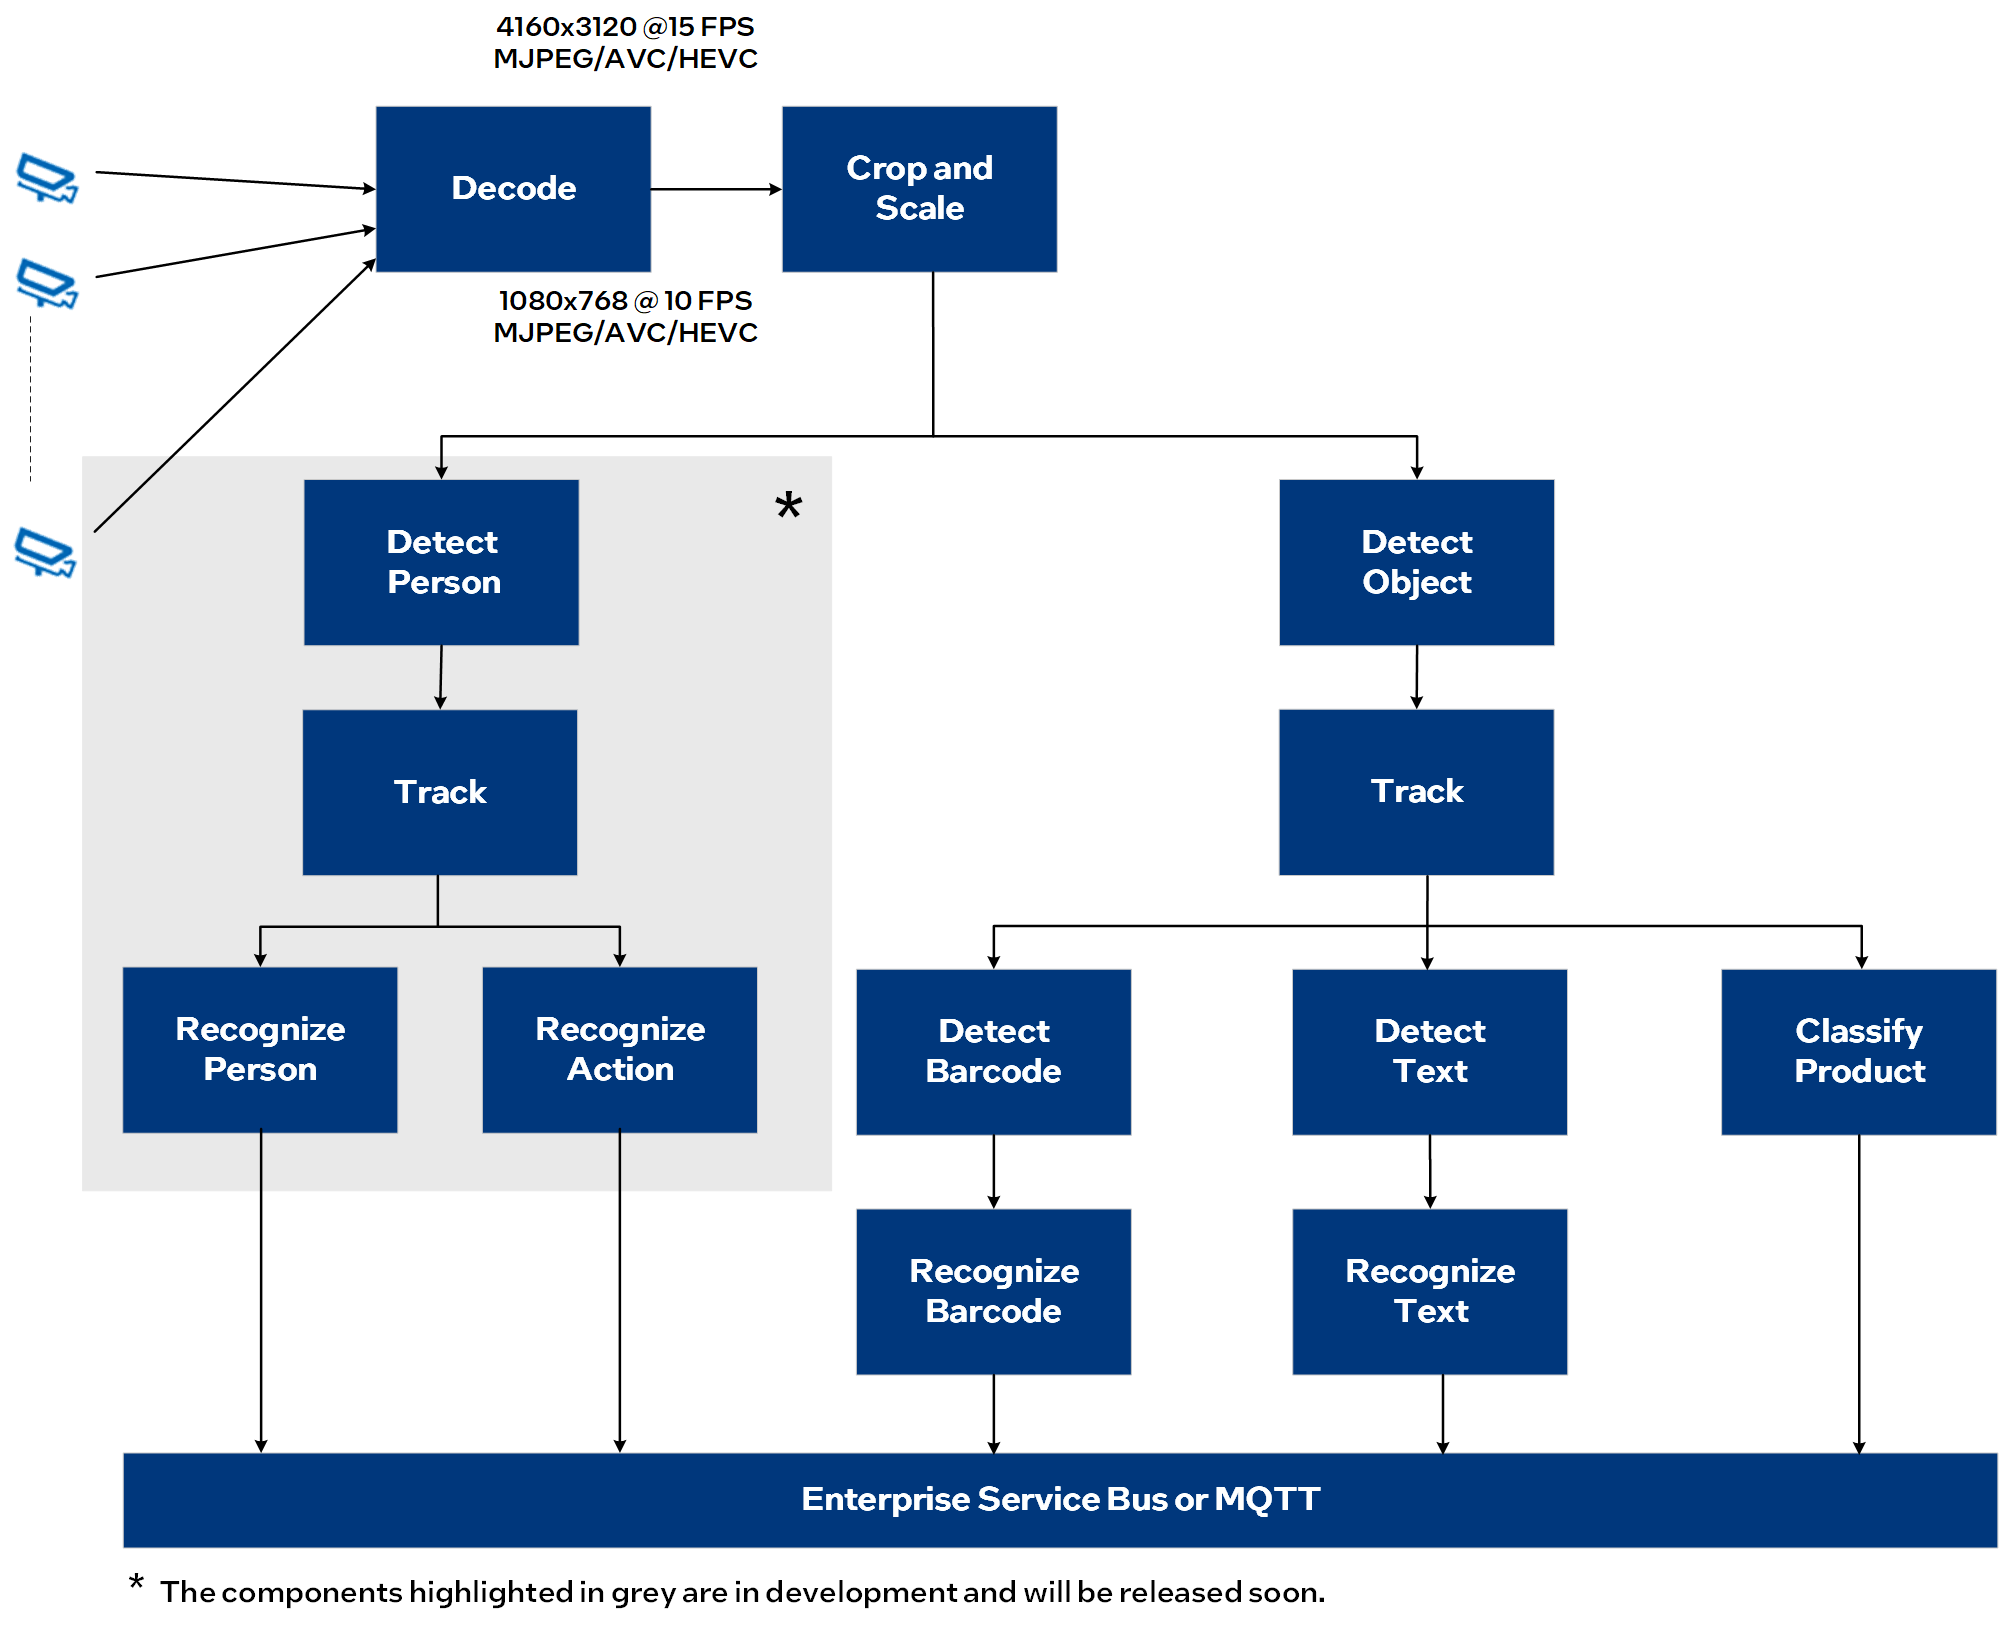 4160x3120 @15 FPS
MJPEG/AVC/HEVC
Decode
Crop and
Scale
1080x768 @ 10 FPS
MJPEG/AVC/HEVC
*
Detect
Person
Detect
Object
Track
Track
Recognize
Person
Recognize
Action
Detect
Barcode
Detect
Text
Classify
Product
Recognize
Barcode
Recognize
Text
Enterprise Service Bus or MQTT
* The components highlighted in grey are in development and will be released soon.